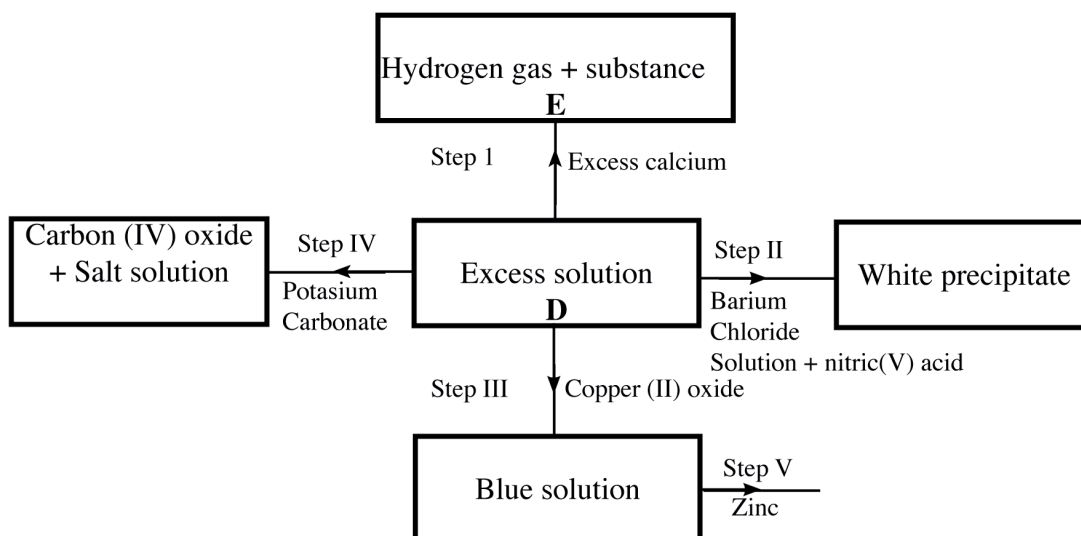 Hydrogen gas + substance
E
Step 1
Excess calcium
Carbon (IV) oxide
+ Salt solution
Step IV
Potasium
Carbonate
Excess solution
D
Step II
Barium
Chloride
Solution + nitric(V) acid
White precipitate
Step III
Copper (II) oxide
Blue solution
Step V
Zinc